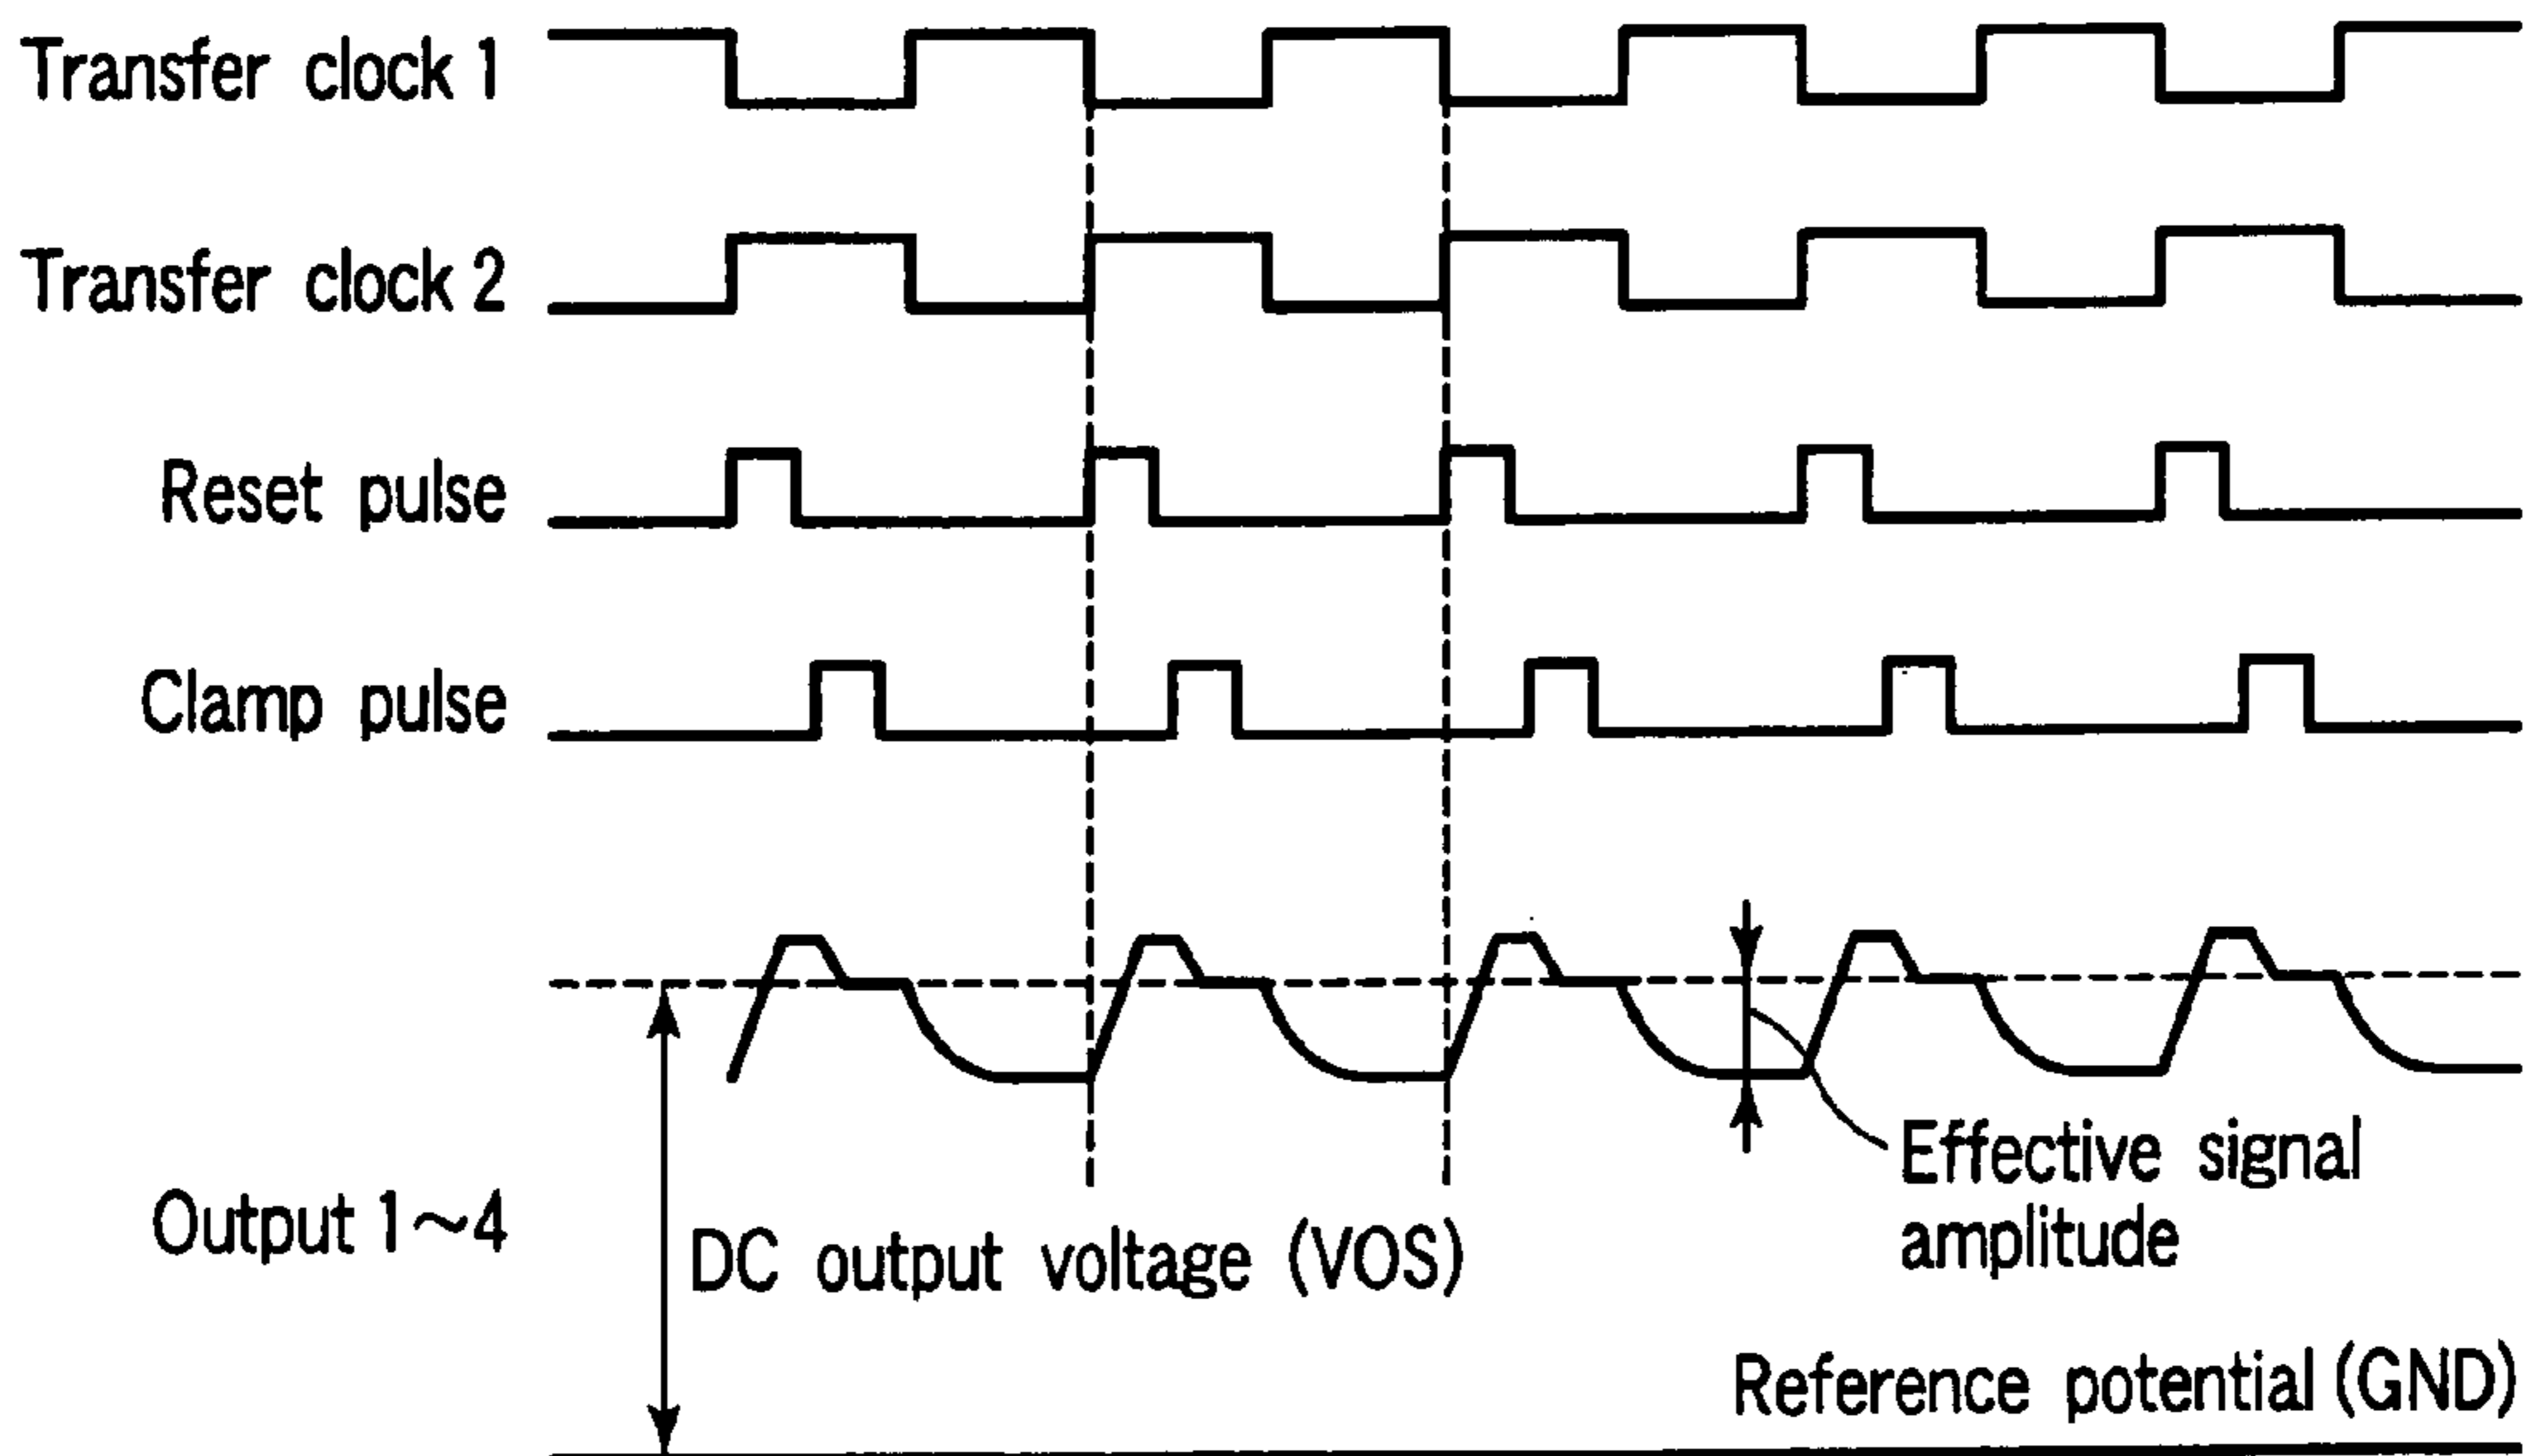 Transfer clock 1
Transfer clock 2
Reset pulse
Clamp pulse
Output 1~4
DC output voltage (VOS)
Effective signal
amplitude
Reference potential (GND)